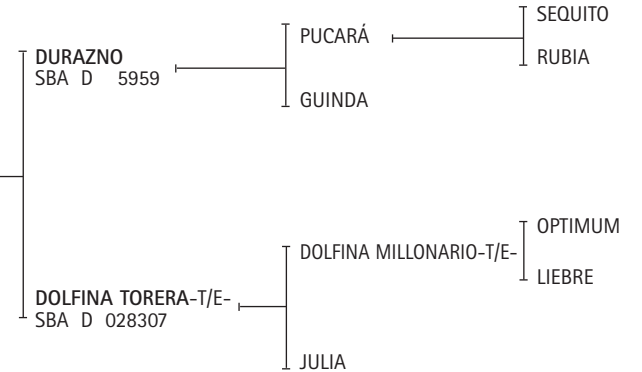 SEQUITO
PUCARÁ
RUBIA
DURAZNO
SBA D 5959
GUINDA
OPTIMUM
DOLFINA MILLONARIO-T/E-
LIEBRE
DOLFINA TORERA-T/E-
SBA D 028307
JULIA